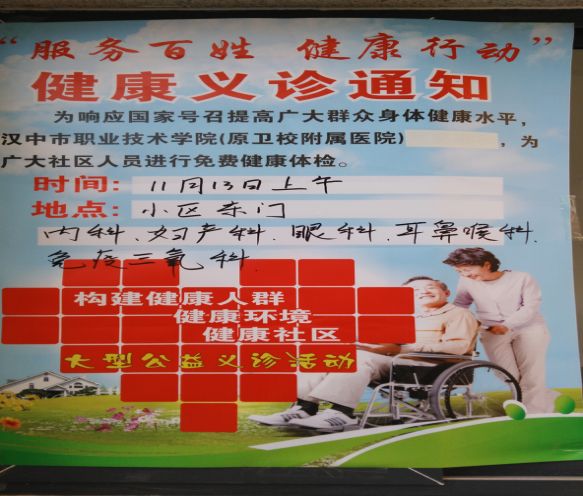 “服务百姓 健康行动”
健康义诊通知
为响应国家号召提高广大群众身体健康水平，
汉中市职业技术学院(原卫校附属医院)　　　，为
广大社区人员进行免费健康体检。
时间：11月13日上午
地点：小区东门
内科、妇产科、眼科、耳鼻喉科、
免疫三氧科
构建健康人群
健康环境
健康社区
大型公益义诊活动